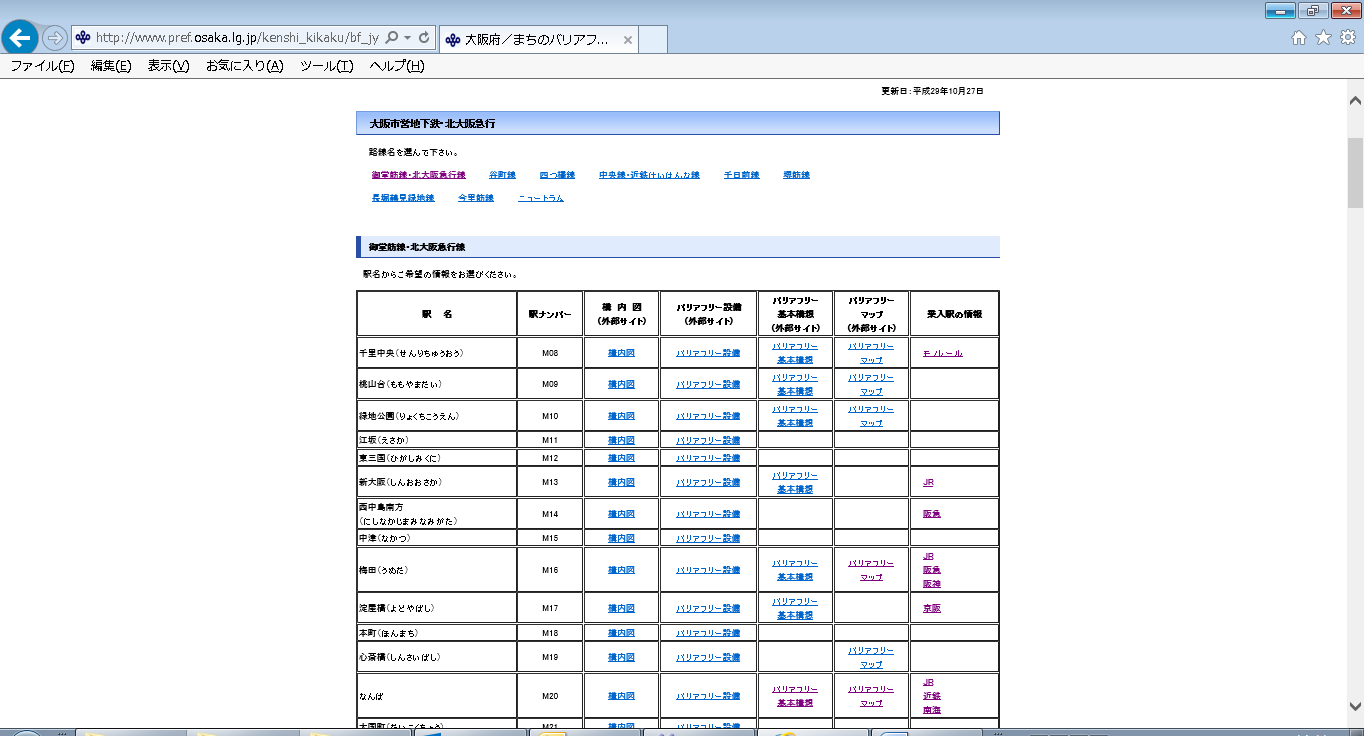 http://www.pref.osaka.lg.jp/kenshi_kikaku/bf_jy
大阪府／まちのバリアフ...
ファイル(F) 編集(E) 表示(V) お気に入り(A) ツール(T) ヘルプ(H)
更新日：平成29年10月27日
大阪市営地下鉄・北大阪急行
路線名を選んで下さい。
御堂筋線・北大阪急行線 谷町線 四つ橋線 中央線・近鉄けいはんな線 千日前線 堺筋線
長堀鶴見緑地線 今里筋線 ニュートラム
御堂筋線・北大阪急行線
駅名からご希望の情報をお選びください。
駅　名 駅ナンバー 構 内 図（外部サイト） バリアフリー設備（外部サイト） バリアフリー基本構想（外部サイト） バリアフリーマップ（外部サイト） 乗入駅の情報
千里中央（せんりちゅうおう） M08 構内図 バリアフリー設備 バリアフリー基本構想 バリアフリーマップ モノレール
桃山台（ももやまだい） M09 構内図 バリアフリー設備 バリアフリー基本構想 バリアフリーマップ
緑地公園（りょくちこうえん） M10 構内図 バリアフリー設備 バリアフリー基本構想 バリアフリーマップ
江坂（えさか） M11 構内図 バリアフリー設備
東三国（ひがしみくに） M12 構内図 バリアフリー設備
新大阪（しんおおさか） M13 構内図 バリアフリー設備 バリアフリー基本構想 JR
西中島南方（にしなかじまみなみがた） M14 構内図 バリアフリー設備 阪急
中津（なかつ） M15 構内図 バリアフリー設備
梅田（うめだ） M16 構内図 バリアフリー設備 バリアフリー基本構想 バリアフリーマップ JR 阪急 阪神
淀屋橋（よどやばし） M17 構内図 バリアフリー設備 バリアフリー基本構想 京阪
本町（ほんまち） M18 構内図 バリアフリー設備
心斎橋（しんさいばし） M19 構内図 バリアフリー設備 バリアフリーマップ
なんば M20 構内図 バリアフリー設備 バリアフリー基本構想 バリアフリーマップ JR 近鉄 南海
大国町（だいこくちょう） M21 構内図 バリアフリー設備